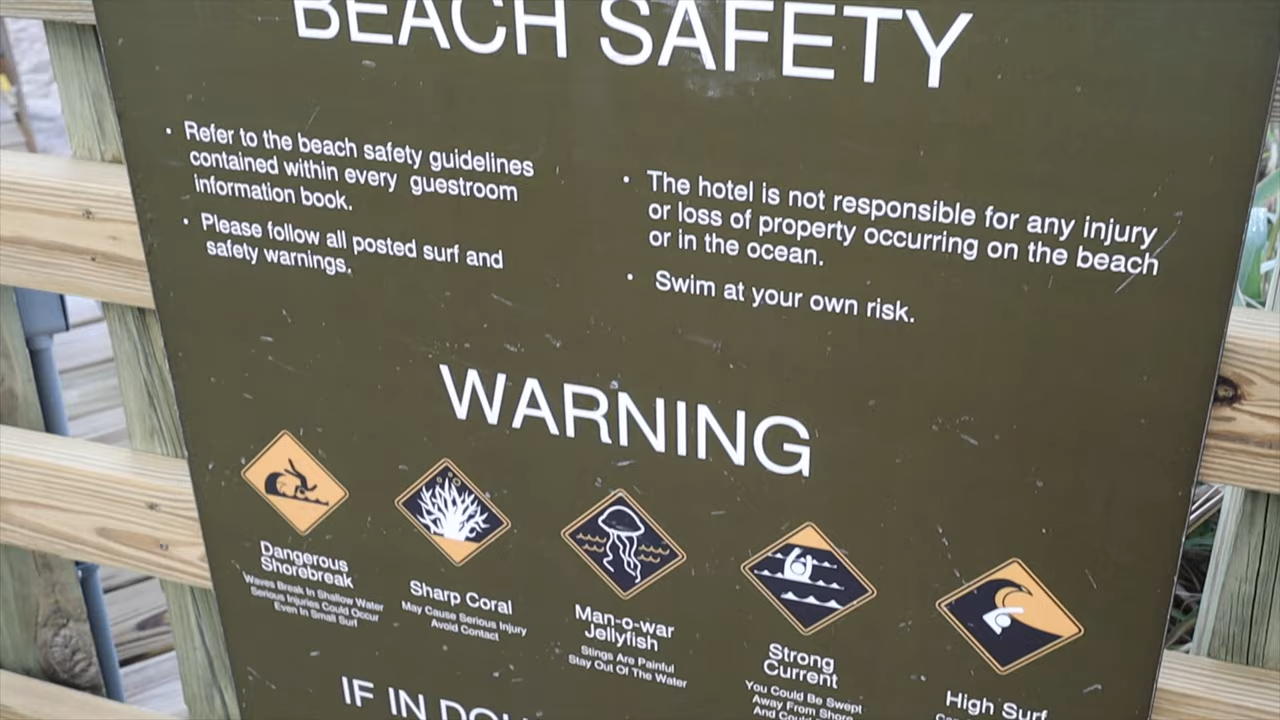 BEACH SAFETY
• Refer to the beach safety guidelines
contained within every guestroom
information book.
• Please follow all posted surf and
safety warnings.
• The hotel is not responsible for any injury
or loss of property occurring on the beach
or in the ocean.
• Swim at your own risk.
WARNING
Dangerous
Shorebreak
Waves Break In Shallow Water
Serious Injuries Could Occur
Even In Small Surf
Sharp Coral
May Cause Serious Injury
Avoid Contact
Man-o-war
Jellyfish
Stings Are Painful
Stay Out Of The Water
Strong
Current
You Could Be Swept
Away From Shore
And Could
High Surf
IF IN